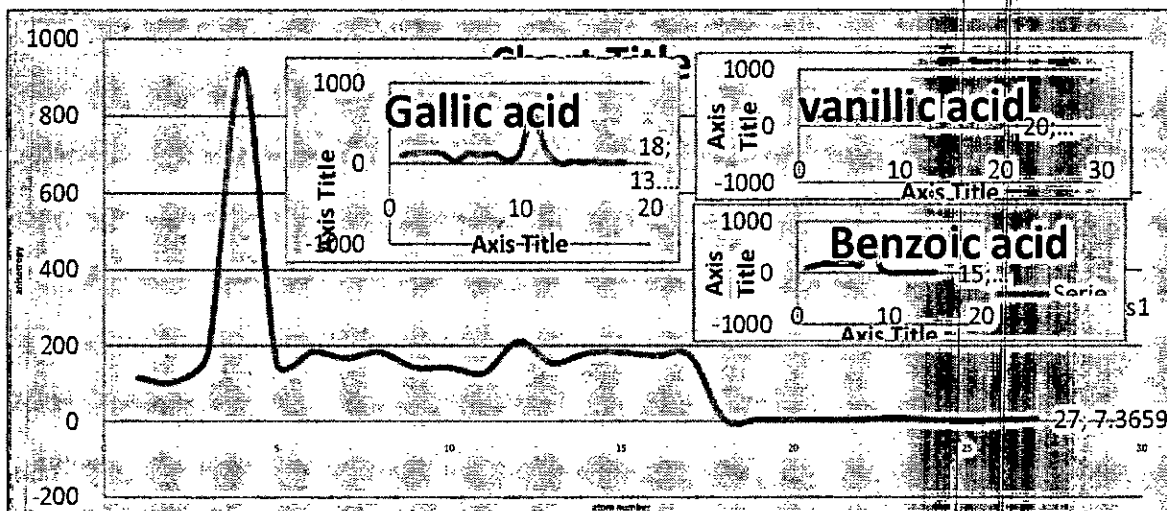 Chart Title
1000
800
600
400
200
0
-200
anisotropy
0
5
10
15
20
25
30
atom number
27, 7.3659
s1
Gallic acid
1000
0
-1000
Axis Title
18;
13...
0
10
20
Axis Title
vanillic acid
1000
0
-1000
Axis
Title
20,...
0
10
20
30
Axis Title
Benzoic acid
1000
0
-1000
Axis
Title
15,...
Serie
0
10
20
Axis Title